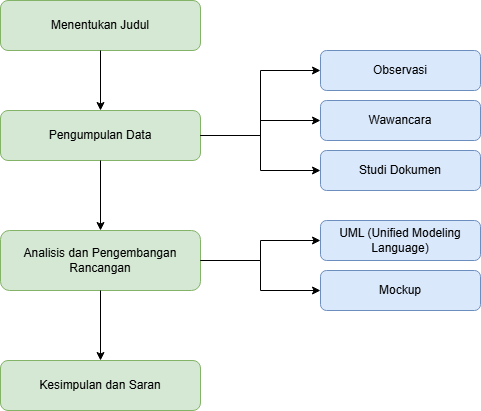 Menentukan Judul
Pengumpulan Data
Observasi
Wawancara
Studi Dokumen
Analisis dan Pengembangan
Rancangan
UML (Unified Modeling
Language)
Mockup
Kesimpulan dan Saran